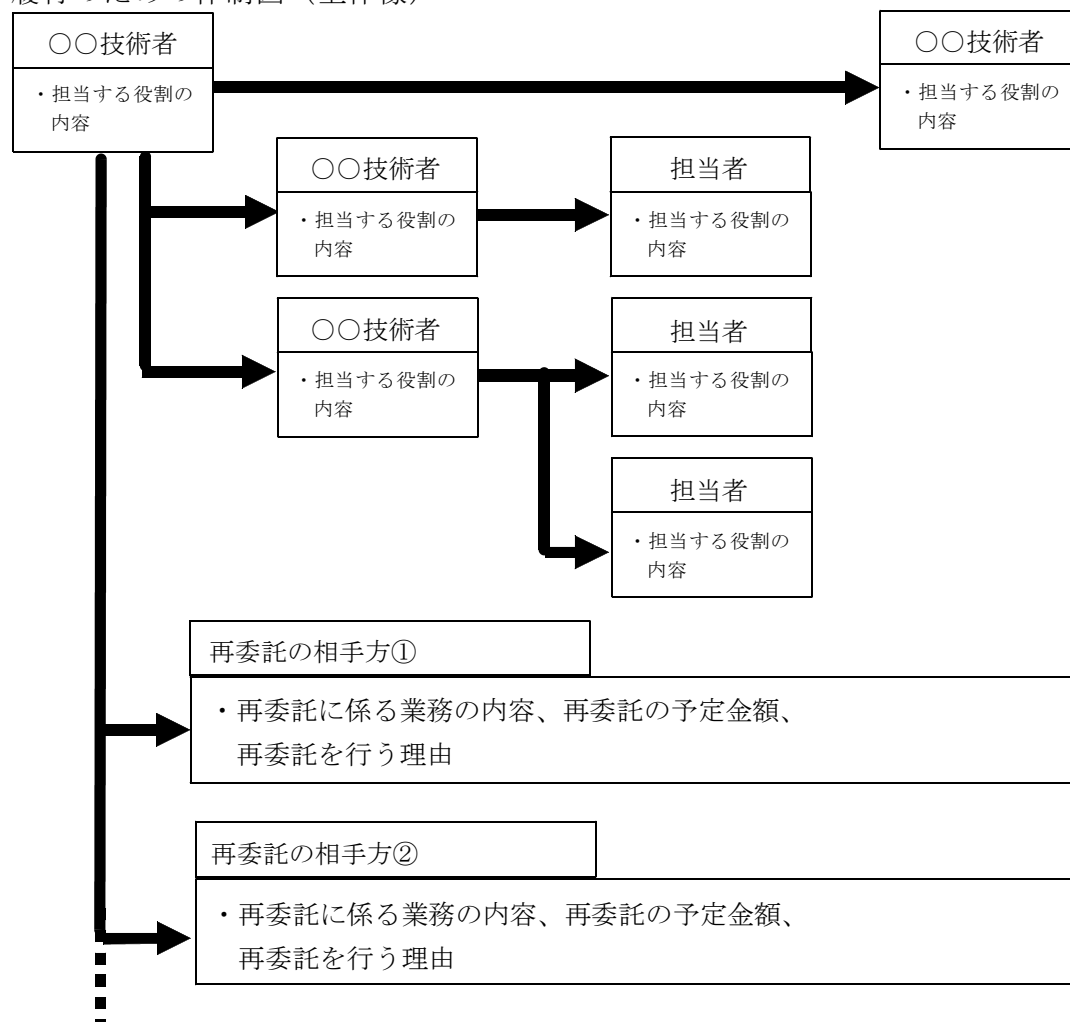 〇〇技術者
・担当する役割の
内容
〇〇技術者
・担当する役割の
内容
〇〇技術者
・担当する役割の
内容
担当者
・担当する役割の
内容
〇〇技術者
・担当する役割の
内容
担当者
・担当する役割の
内容
担当者
・担当する役割の
内容
再委託の相手方①
・再委託に係る業務の内容、再委託の予定金額、
再委託を行う理由
再委託の相手方②
・再委託に係る業務の内容、再委託の予定金額、
再委託を行う理由